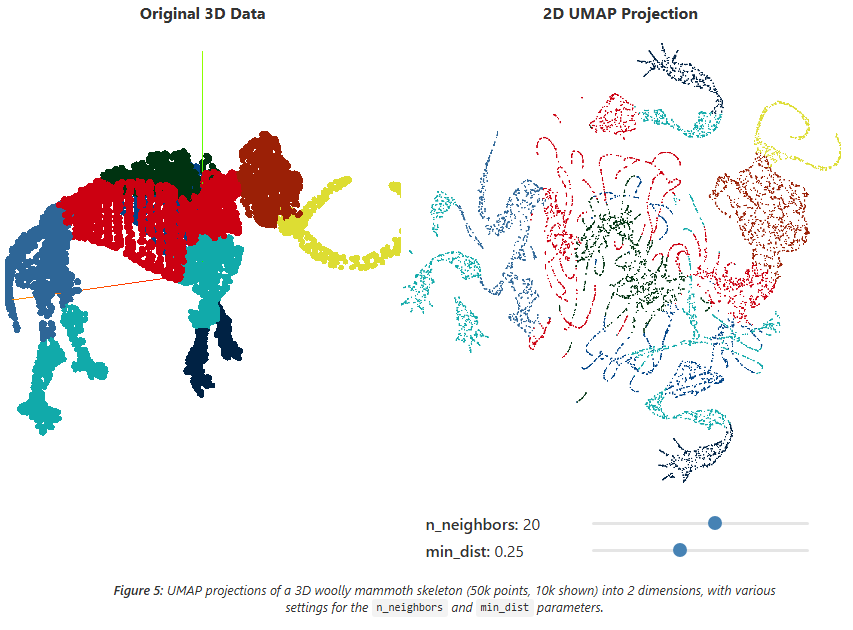 Original 3D Data
2D UMAP Projection
n_neighbors: 20
min_dist: 0.25
Figure 5: UMAP projections of a 3D woolly mammoth skeleton (50k points, 10k shown) into 2 dimensions, with various
settings for the n_neighbors and min_dist parameters.